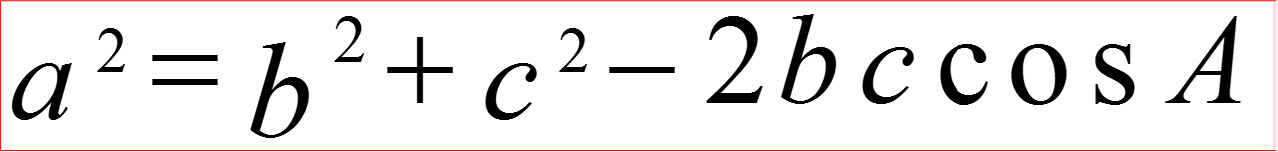 a² = b² + c² − 2bc cos A